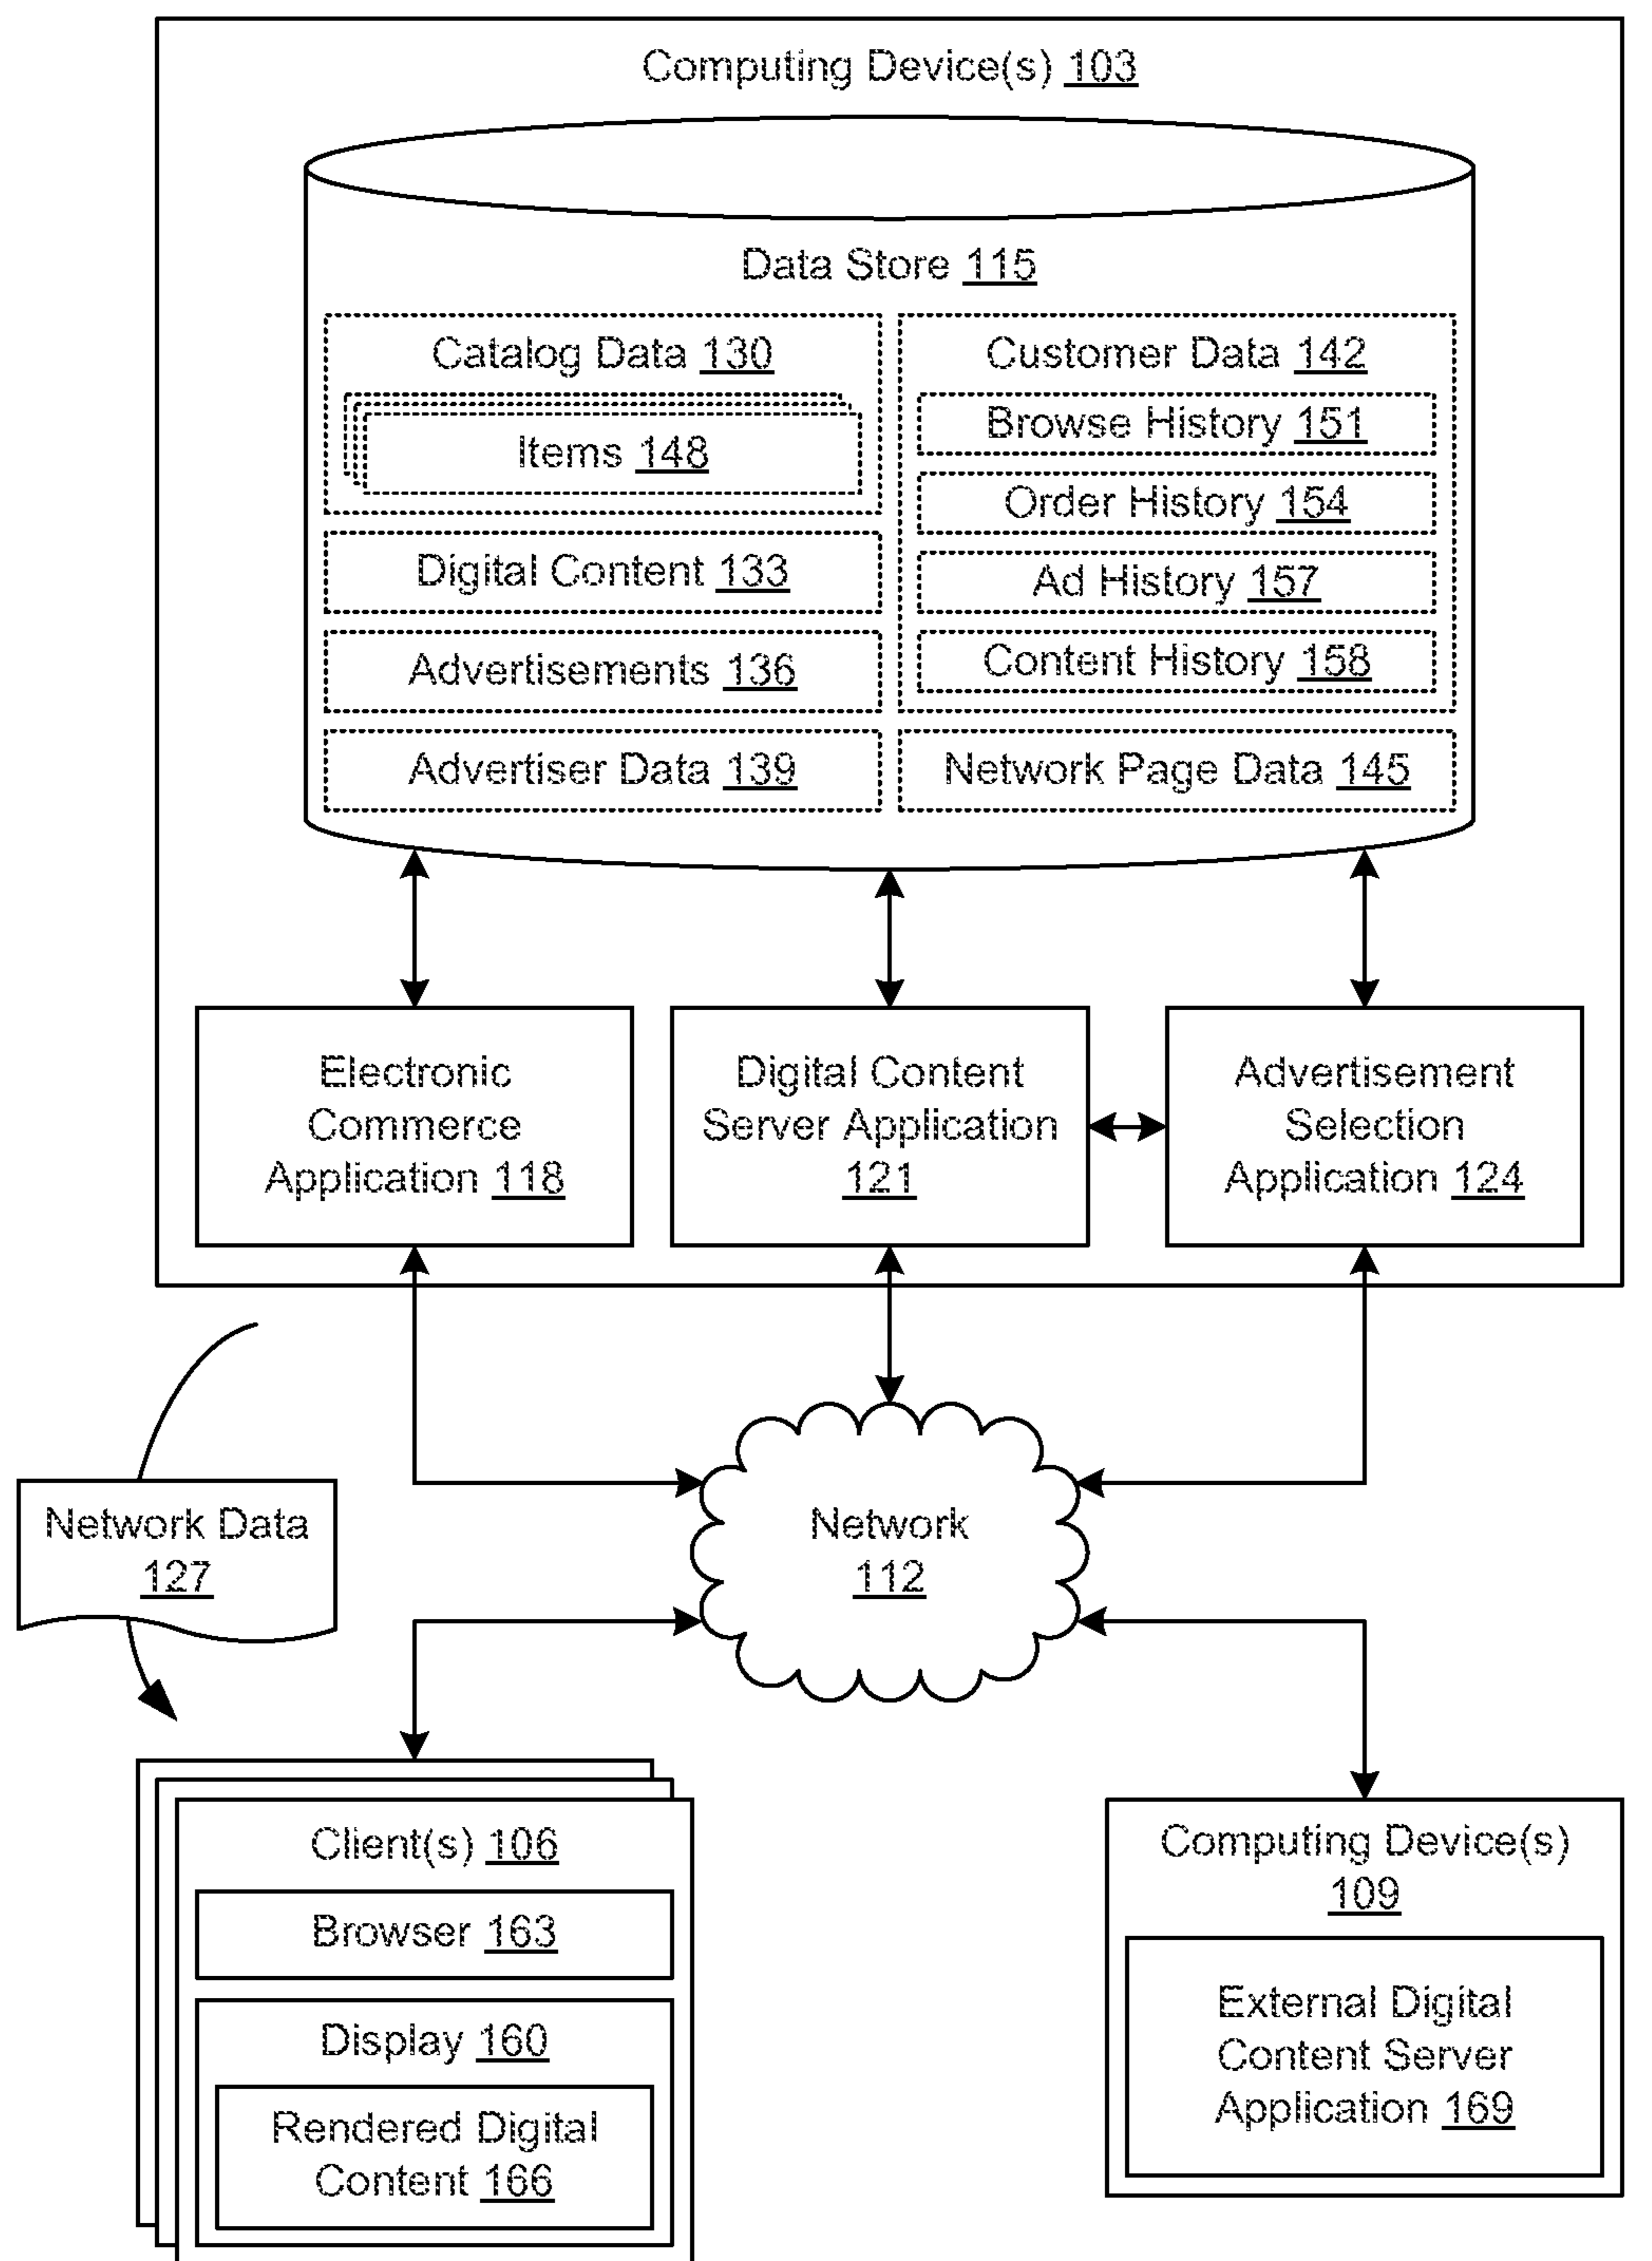 Computing Device(s) 103
Data Store 115
Catalog Data 130
Items 148
Digital Content 133
Advertisements 136
Advertiser Data 139
Customer Data 142
Browse History 151
Order History 154
Ad History 157
Content History 158
Network Page Data 145
Electronic
Commerce
Application 118
Digital Content
Server Application
121
Advertisement
Selection
Application 124
Network Data
127
Network
112
Client(s) 106
Browser 163
Display 160
Rendered Digital
Content 166
Computing Device(s)
109
External Digital
Content Server
Application 169